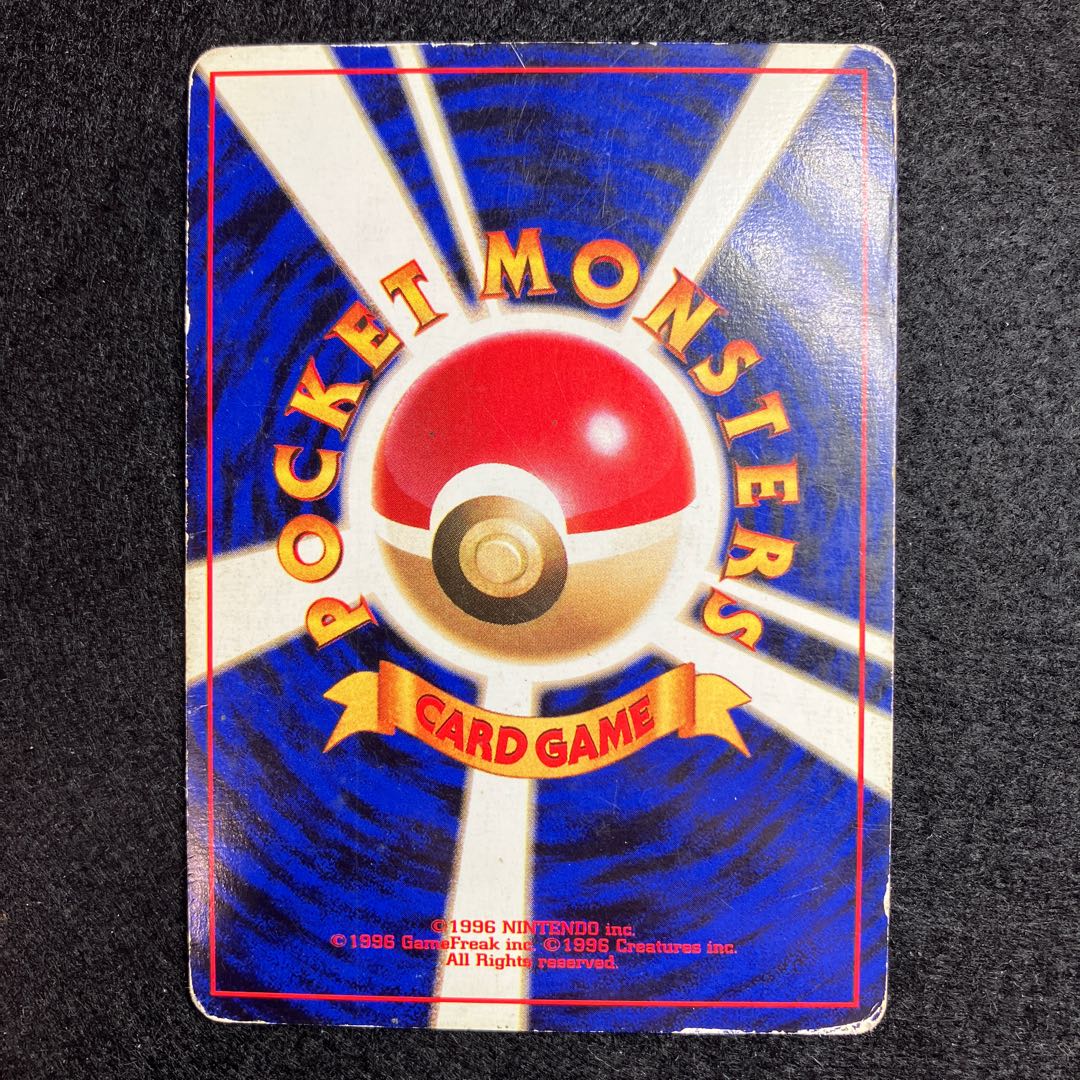 POCKET MONSTERS
CARD GAME
©1996 NINTENDO inc.
©1996 GameFreak inc. ©1996 Creatures inc.
All Rights reserved.